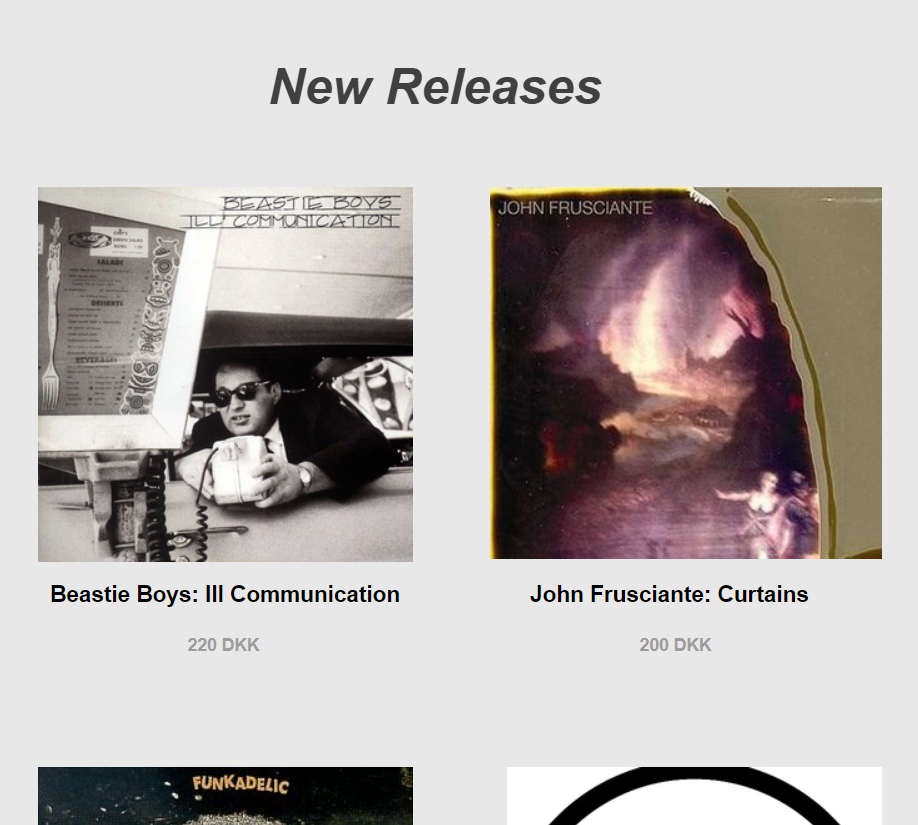 New Releases
BEASTIE BOYS
ILL COMMUNICATION
SALADS
DESSERTS
BEVERAGES
JOHN FRUSCIANTE
Beastie Boys: Ill Communication
John Frusciante: Curtains
220 DKK
200 DKK
FUNKADELIC